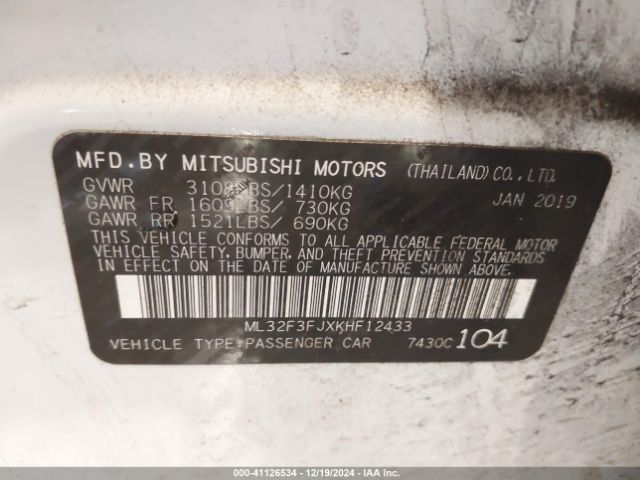 MFD. BY MITSUBISHI MOTORS (THAILAND) CO., LTD.
GVWR 3108LBS/1410KG JAN 2019
GAWR FR 1609LBS/ 730KG
GAWR RR 1521LBS/ 690KG
THIS VEHICLE CONFORMS TO ALL APPLICABLE FEDERAL MOTOR
VEHICLE SAFETY, BUMPER, AND THEFT PREVENTION STANDARDS
IN EFFECT ON THE DATE OF MANUFACTURE SHOWN ABOVE.
ML32F3FJXKHF12433
VEHICLE TYPE:PASSENGER CAR 7430C 104
000-41126534 - 12/19/2024 - IAA Inc.